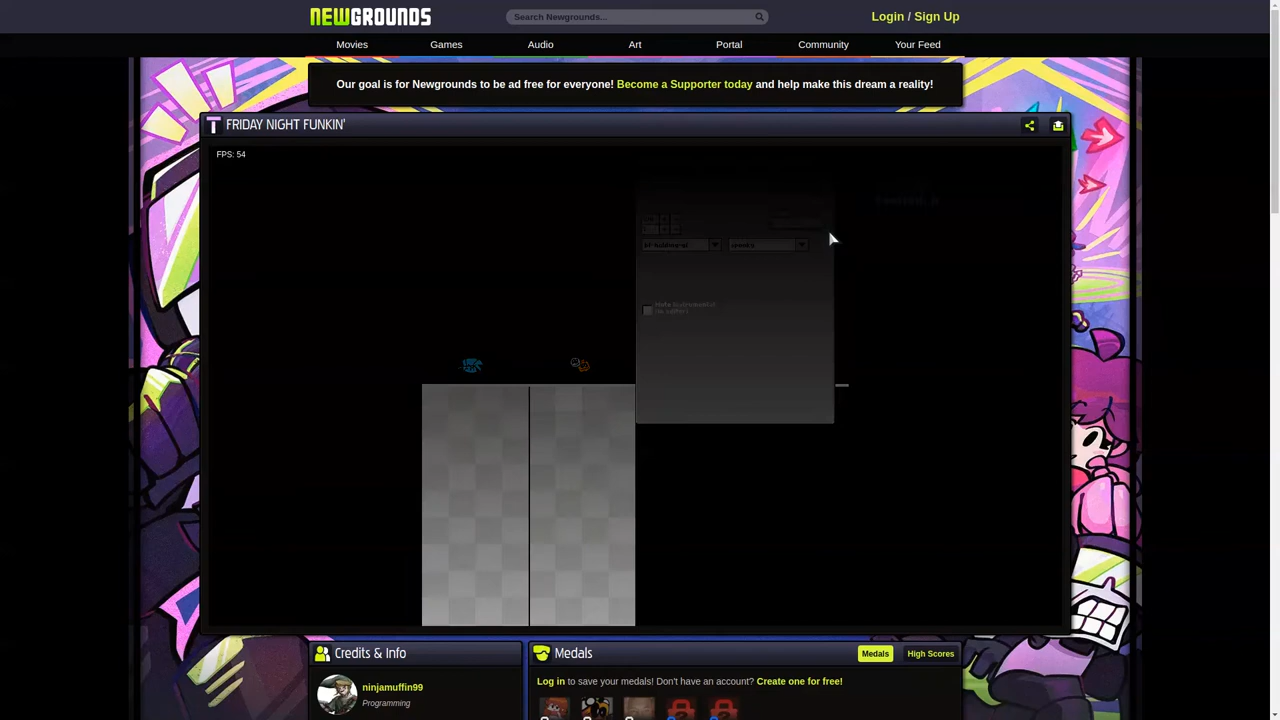 NEWGROUNDS
Search Newgrounds...
Login / Sign Up
Movies
Games
Audio
Art
Portal
Community
Your Feed
Our goal is for Newgrounds to be ad free for everyone! Become a Supporter today and help make this dream a reality!
T FRIDAY NIGHT FUNKIN'
FPS: 54
Credits & Info
Medals
Medals
High Scores
Log in to save your medals! Don't have an account? Create one for free!
ninjamuffin99
Programming